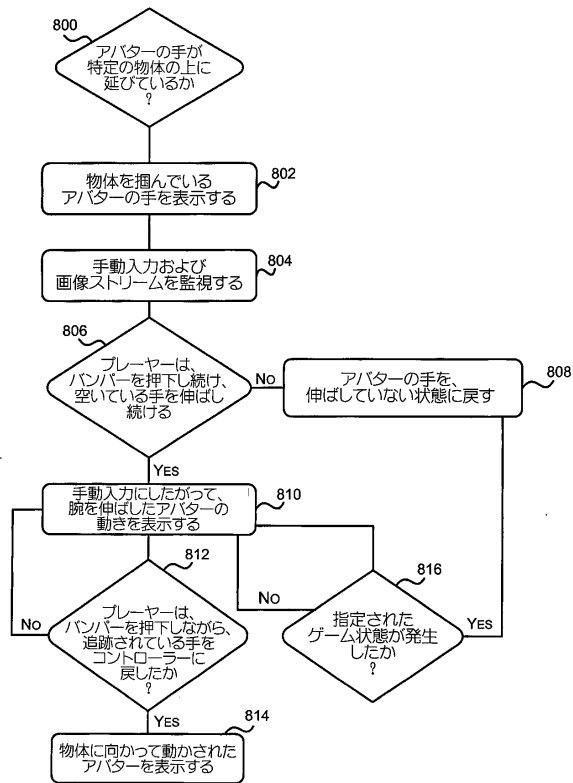 800
アバターの手が
特定の物体の上に
延びているか
?
物体を掴んでいる
アバターの手を表示する
802
手動入力および
画像ストリームを監視する
804
806
プレーヤーは、
バンパーを押下し続け、
空いている手を伸ばし
続ける
NO
アバターの手を、
伸ばしていない状態に戻す
808
YES
手動入力にしたがって、
腕を伸ばしたアバターの
動きを表示する
810
812
プレーヤーは、
バンパーを押下しながら、
追跡されている手を
コントローラーに
戻したか
?
NO
816
NO
指定された
ゲーム状態が発生
したか
?
YES
YES
814
物体に向かって動かされた
アバターを表示する